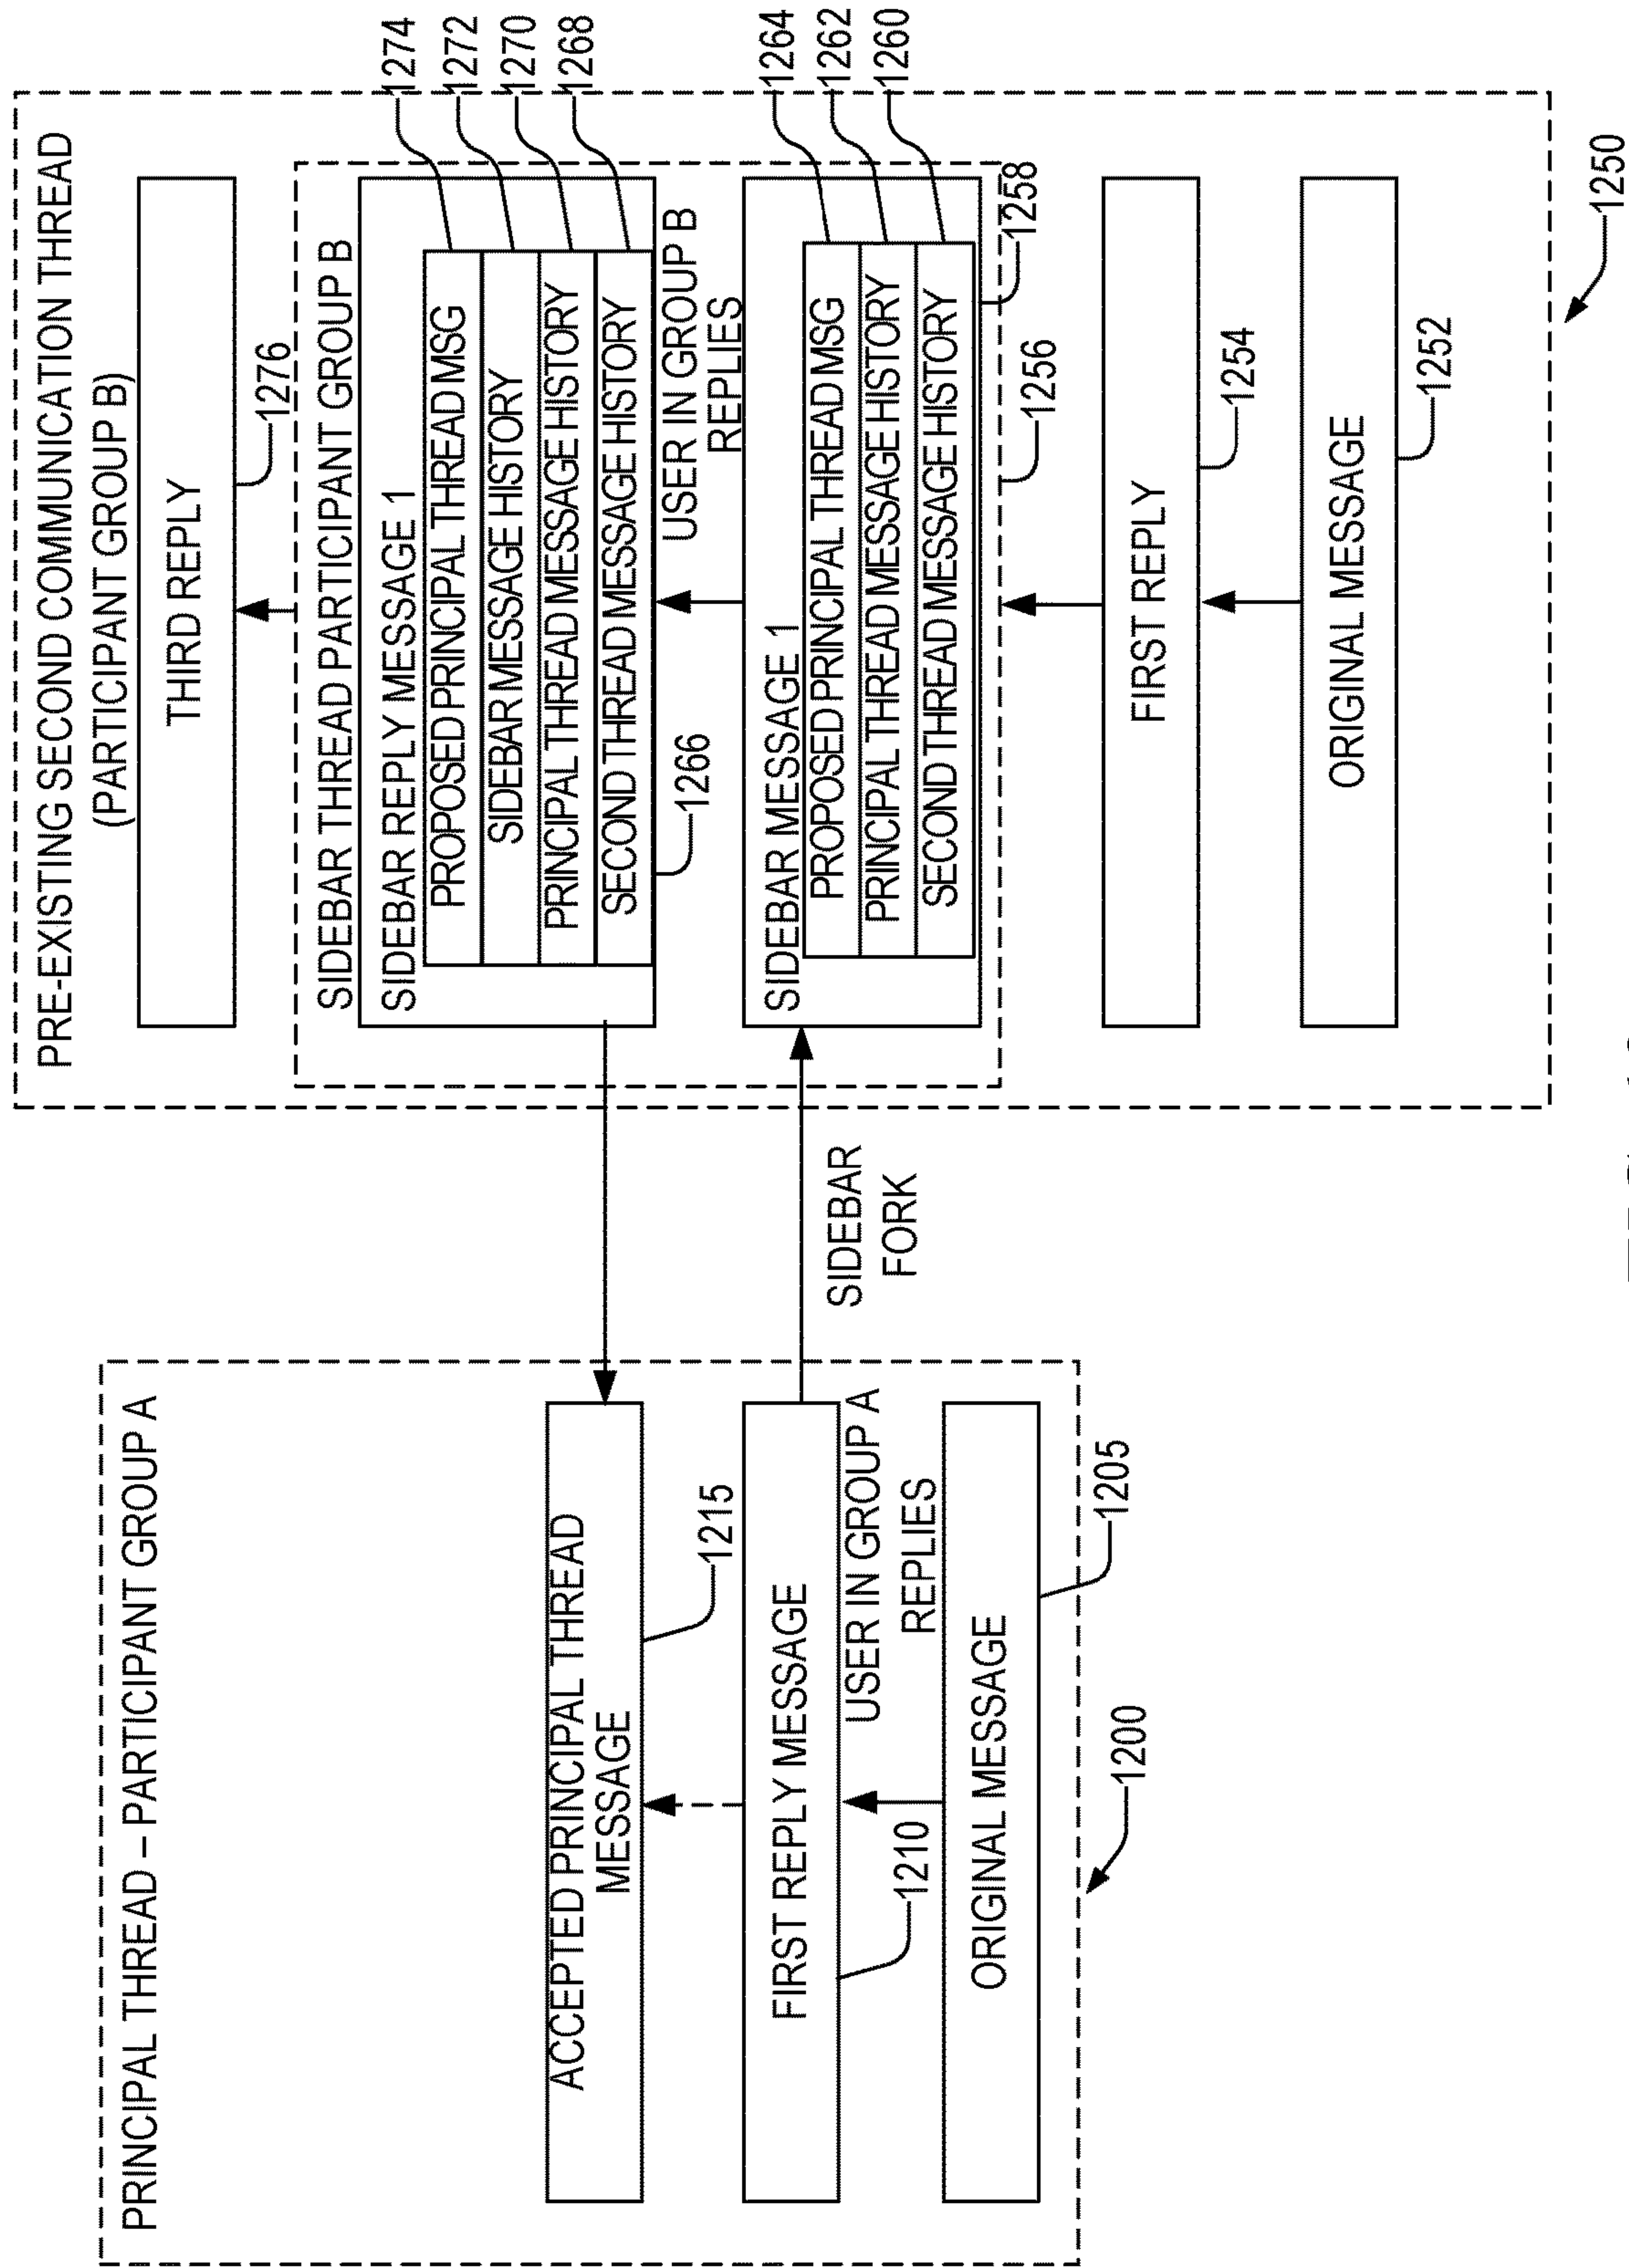 PRINCIPAL THREAD – PARTICIPANT GROUP A
ACCEPTED PRINCIPAL THREAD
MESSAGE
1215
FIRST REPLY MESSAGE
1210
USER IN GROUP A
REPLIES
ORIGINAL MESSAGE
1205
1200
SIDEBAR
FORK
PRE-EXISTING SECOND COMMUNICATION THREAD
(PARTICIPANT GROUP B)
THIRD REPLY
1276
SIDEBAR THREAD PARTICIPANT GROUP B
SIDEBAR REPLY MESSAGE 1
PROPOSED PRINCIPAL THREAD MSG
1274
SIDEBAR MESSAGE HISTORY
1272
PRINCIPAL THREAD MESSAGE HISTORY
1270
SECOND THREAD MESSAGE HISTORY
1268
1266
USER IN GROUP B
REPLIES
SIDEBAR MESSAGE 1
PROPOSED PRINCIPAL THREAD MSG
1264
PRINCIPAL THREAD MESSAGE HISTORY
1262
SECOND THREAD MESSAGE HISTORY
1260
1258
1256
FIRST REPLY
1254
ORIGINAL MESSAGE
1252
1250